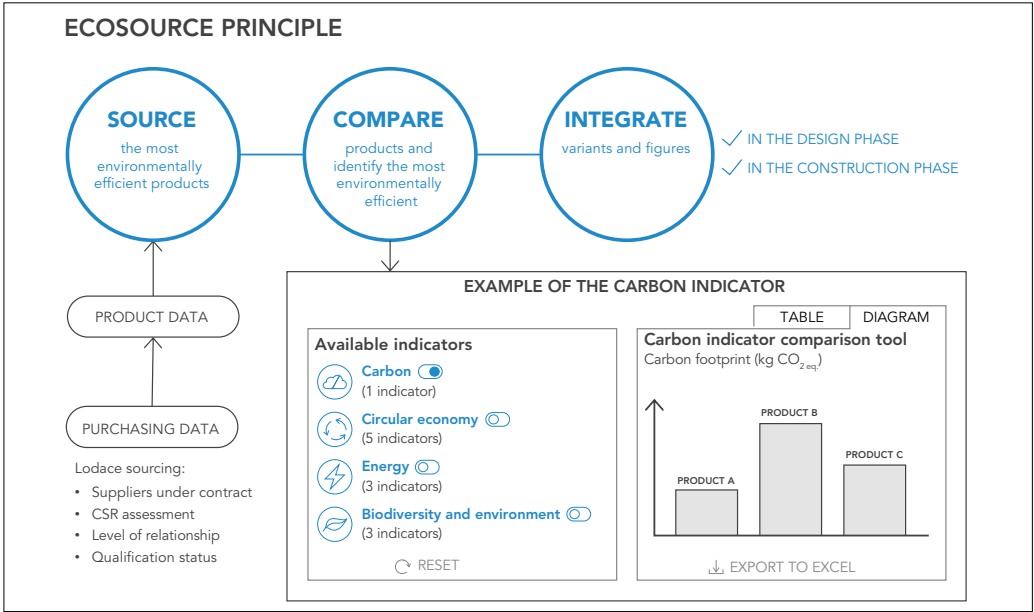 ECOSOURCE PRINCIPLE
SOURCE
the most
environmentally
efficient products
COMPARE
products and
identify the most
environmentally
efficient
INTEGRATE
variants and figures
IN THE DESIGN PHASE
IN THE CONSTRUCTION PHASE
PRODUCT DATA
PURCHASING DATA
Lodace sourcing:
• Suppliers under contract
• CSR assessment
• Level of relationship
• Qualification status
EXAMPLE OF THE CARBON INDICATOR
Available indicators
Carbon
(1 indicator)
Circular economy
(5 indicators)
Energy
(3 indicators)
Biodiversity and environment
(3 indicators)
RESET
TABLE
DIAGRAM
Carbon indicator comparison tool
Carbon footprint (kg CO2 eq.)
PRODUCT A
PRODUCT B
PRODUCT C
EXPORT TO EXCEL